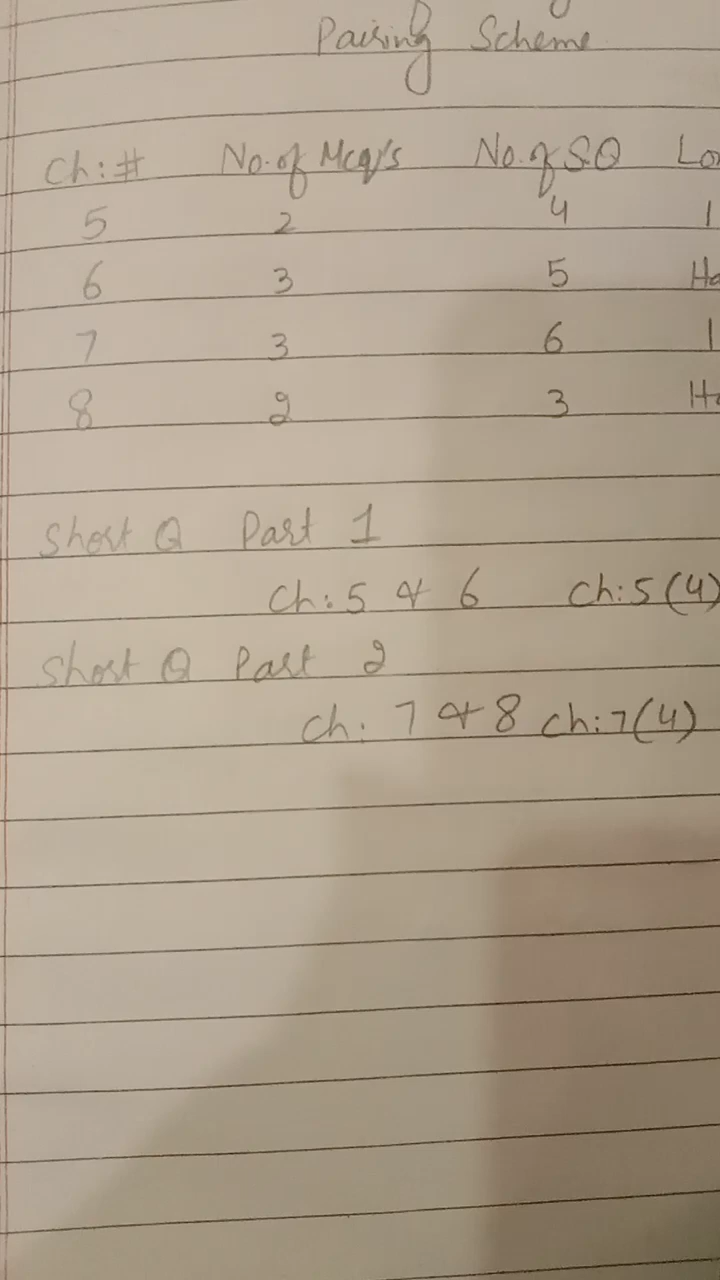 Pairing Scheme
Ch:# No. of Mcq's No. of SQ
5 2 4 1
6 3 5
7 3 6 1
8 2 3
Short Q Part 1
Ch: 5 & 6 Ch:5(4)
Short Q Part 2
Ch. 7 & 8 Ch:7(4)